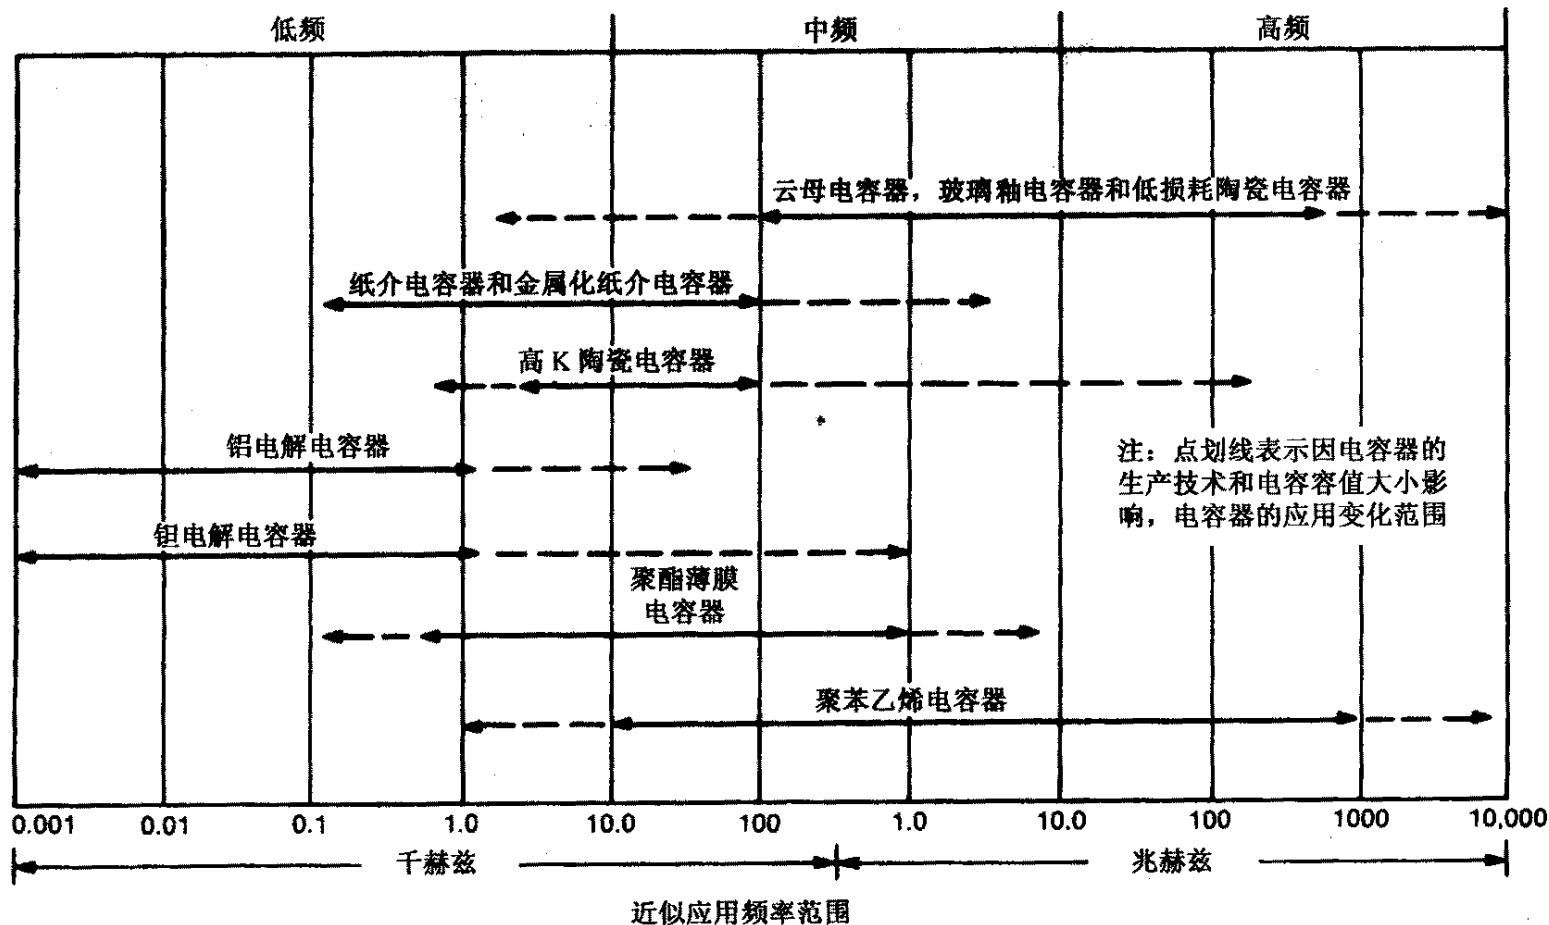 低频 中频 高频
云母电容器，玻璃釉电容器和低损耗陶瓷电容器
纸介电容器和金属化纸介电容器
高 K 陶瓷电容器
铝电解电容器
注：点划线表示因电容器的
生产技术和电容容值大小影
响，电容器的应用变化范围
钽电解电容器
聚酯薄膜
电容器
聚苯乙烯电容器
0.001 0.01 0.1 1.0 10.0 100 1.0 10.0 100 1000 10,000
千赫兹 兆赫兹
近似应用频率范围